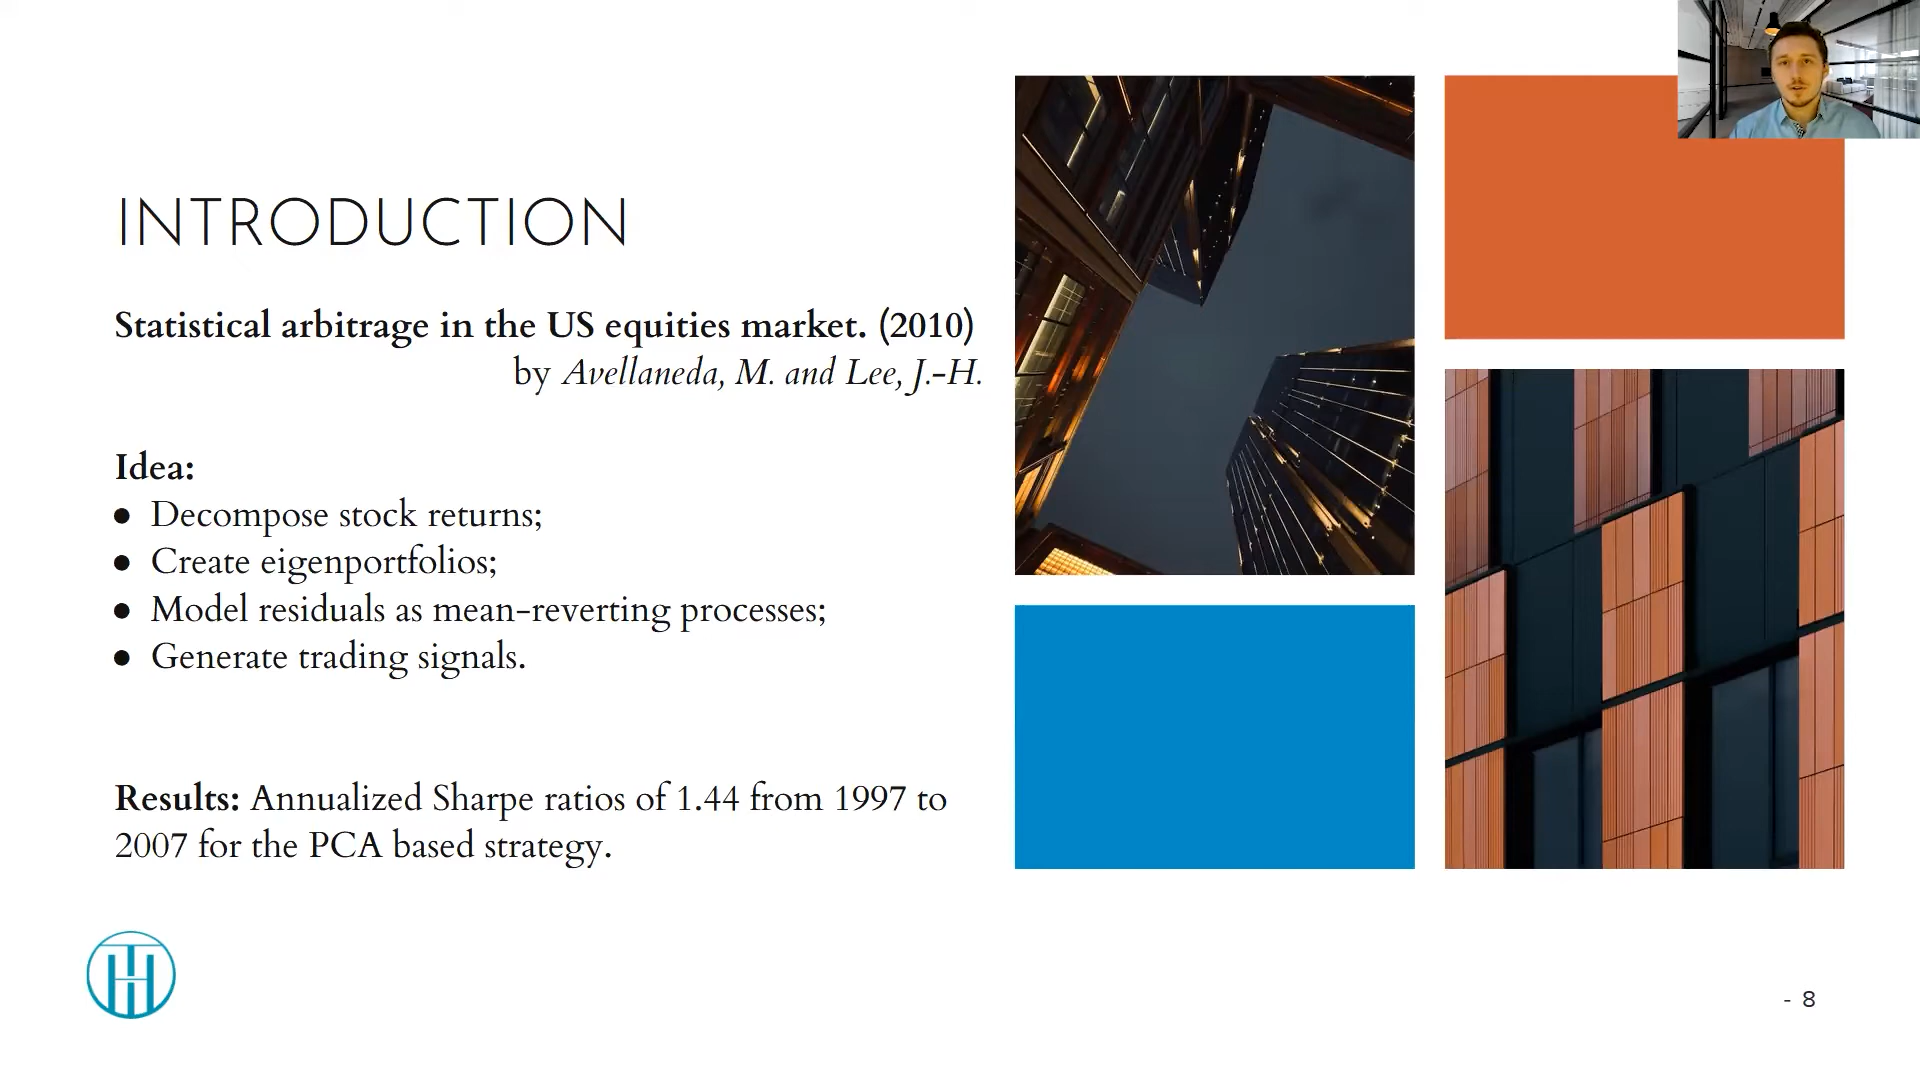 INTRODUCTION
Statistical arbitrage in the US equities market. (2010)
by Avellaneda, M. and Lee, J.-H.
Idea:
● Decompose stock returns;
● Create eigenportfolios;
● Model residuals as mean-reverting processes;
● Generate trading signals.
Results: Annualized Sharpe ratios of 1.44 from 1997 to
2007 for the PCA based strategy.
- 8